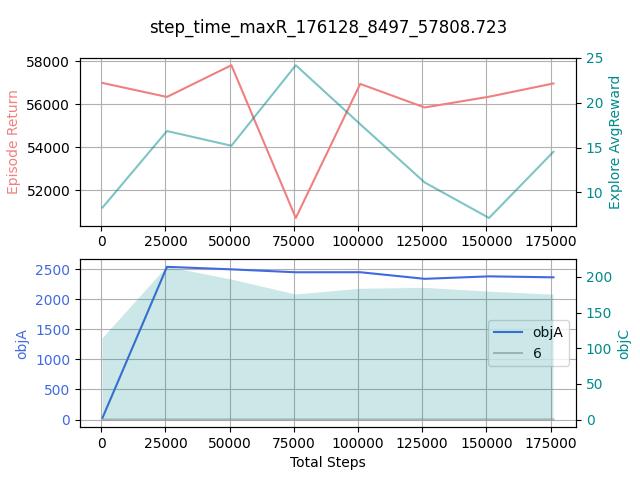 step_time_maxR_176128_8497_57808.723
58000
56000
54000
52000
Episode Return
25
20
15
10
Explore AvgReward
0 25000 50000 75000 100000 125000 150000 175000
2500
2000
1500
1000
500
0
objA
200
150
100
50
0
objC
objA
6
0 25000 50000 75000 100000 125000 150000 175000
Total Steps